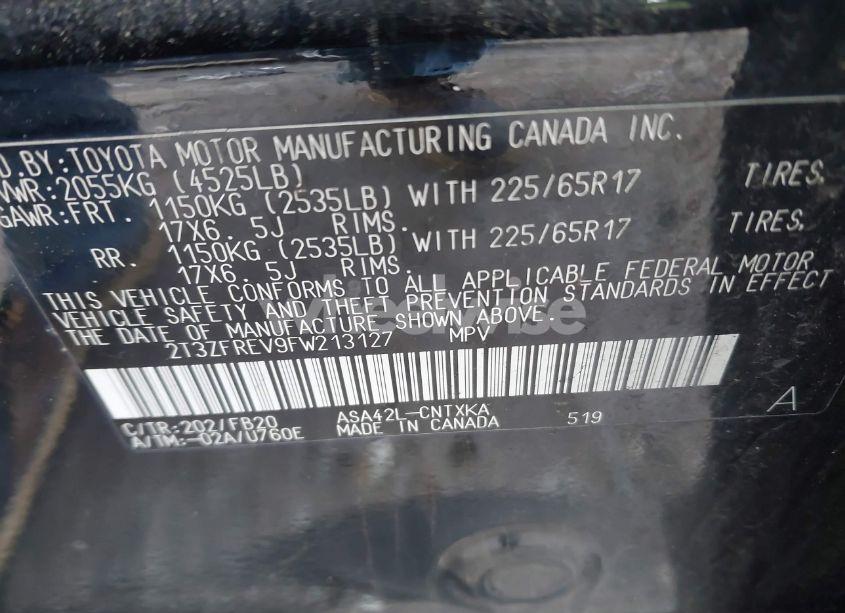 D.BY:TOYOTA MOTOR MANUFACTURING CANADA INC.
VWR:2055KG (4525LB)
GAWR:FRT. 1150KG (2535LB) WITH 225/65R17 TIRES.
17X6.5J RIMS.
RR. 1150KG (2535LB) WITH 225/65R17 TIRES.
17X6.5J RIMS.
THIS VEHICLE CONFORMS TO ALL APPLICABLE FEDERAL MOTOR
VEHICLE SAFETY AND THEFT PREVENTION STANDARDS IN EFFECT
THE DATE OF MANUFACTURE SHOWN ABOVE.
2T3ZFREV9FW213127 MPV
C/TR:202/FB20 ASA42L-CNTXKA 519 A
A/TM:-02A/U760E MADE IN CANADA